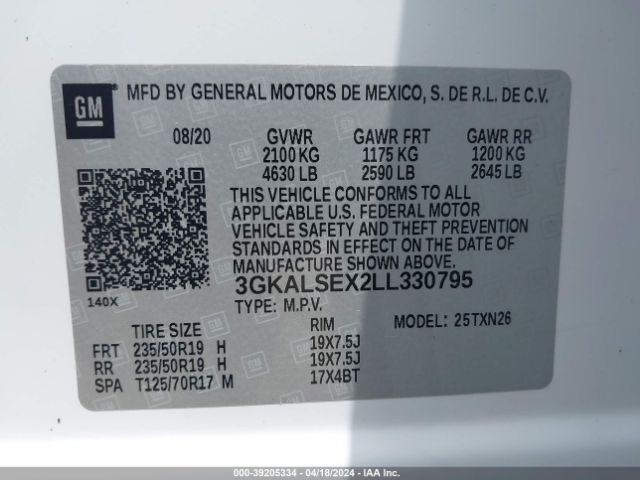 GM
MFD BY GENERAL MOTORS DE MEXICO, S. DE R.L. DE C.V.
08/20 GVWR GAWR FRT GAWR RR
2100 KG 1175 KG 1200 KG
4630 LB 2590 LB 2645 LB
THIS VEHICLE CONFORMS TO ALL
APPLICABLE U.S. FEDERAL MOTOR
VEHICLE SAFETY AND THEFT PREVENTION
STANDARDS IN EFFECT ON THE DATE OF
MANUFACTURE SHOWN ABOVE.
3GKALSEX2LL330795
140X
TYPE: M.P.V.
MODEL: 25TXN26
TIRE SIZE RIM
FRT 235/50R19 H 19X7.5J
RR 235/50R19 H 19X7.5J
SPA T125/70R17 M 17X4BT
000-39205334 - 04/18/2024 - IAA Inc.